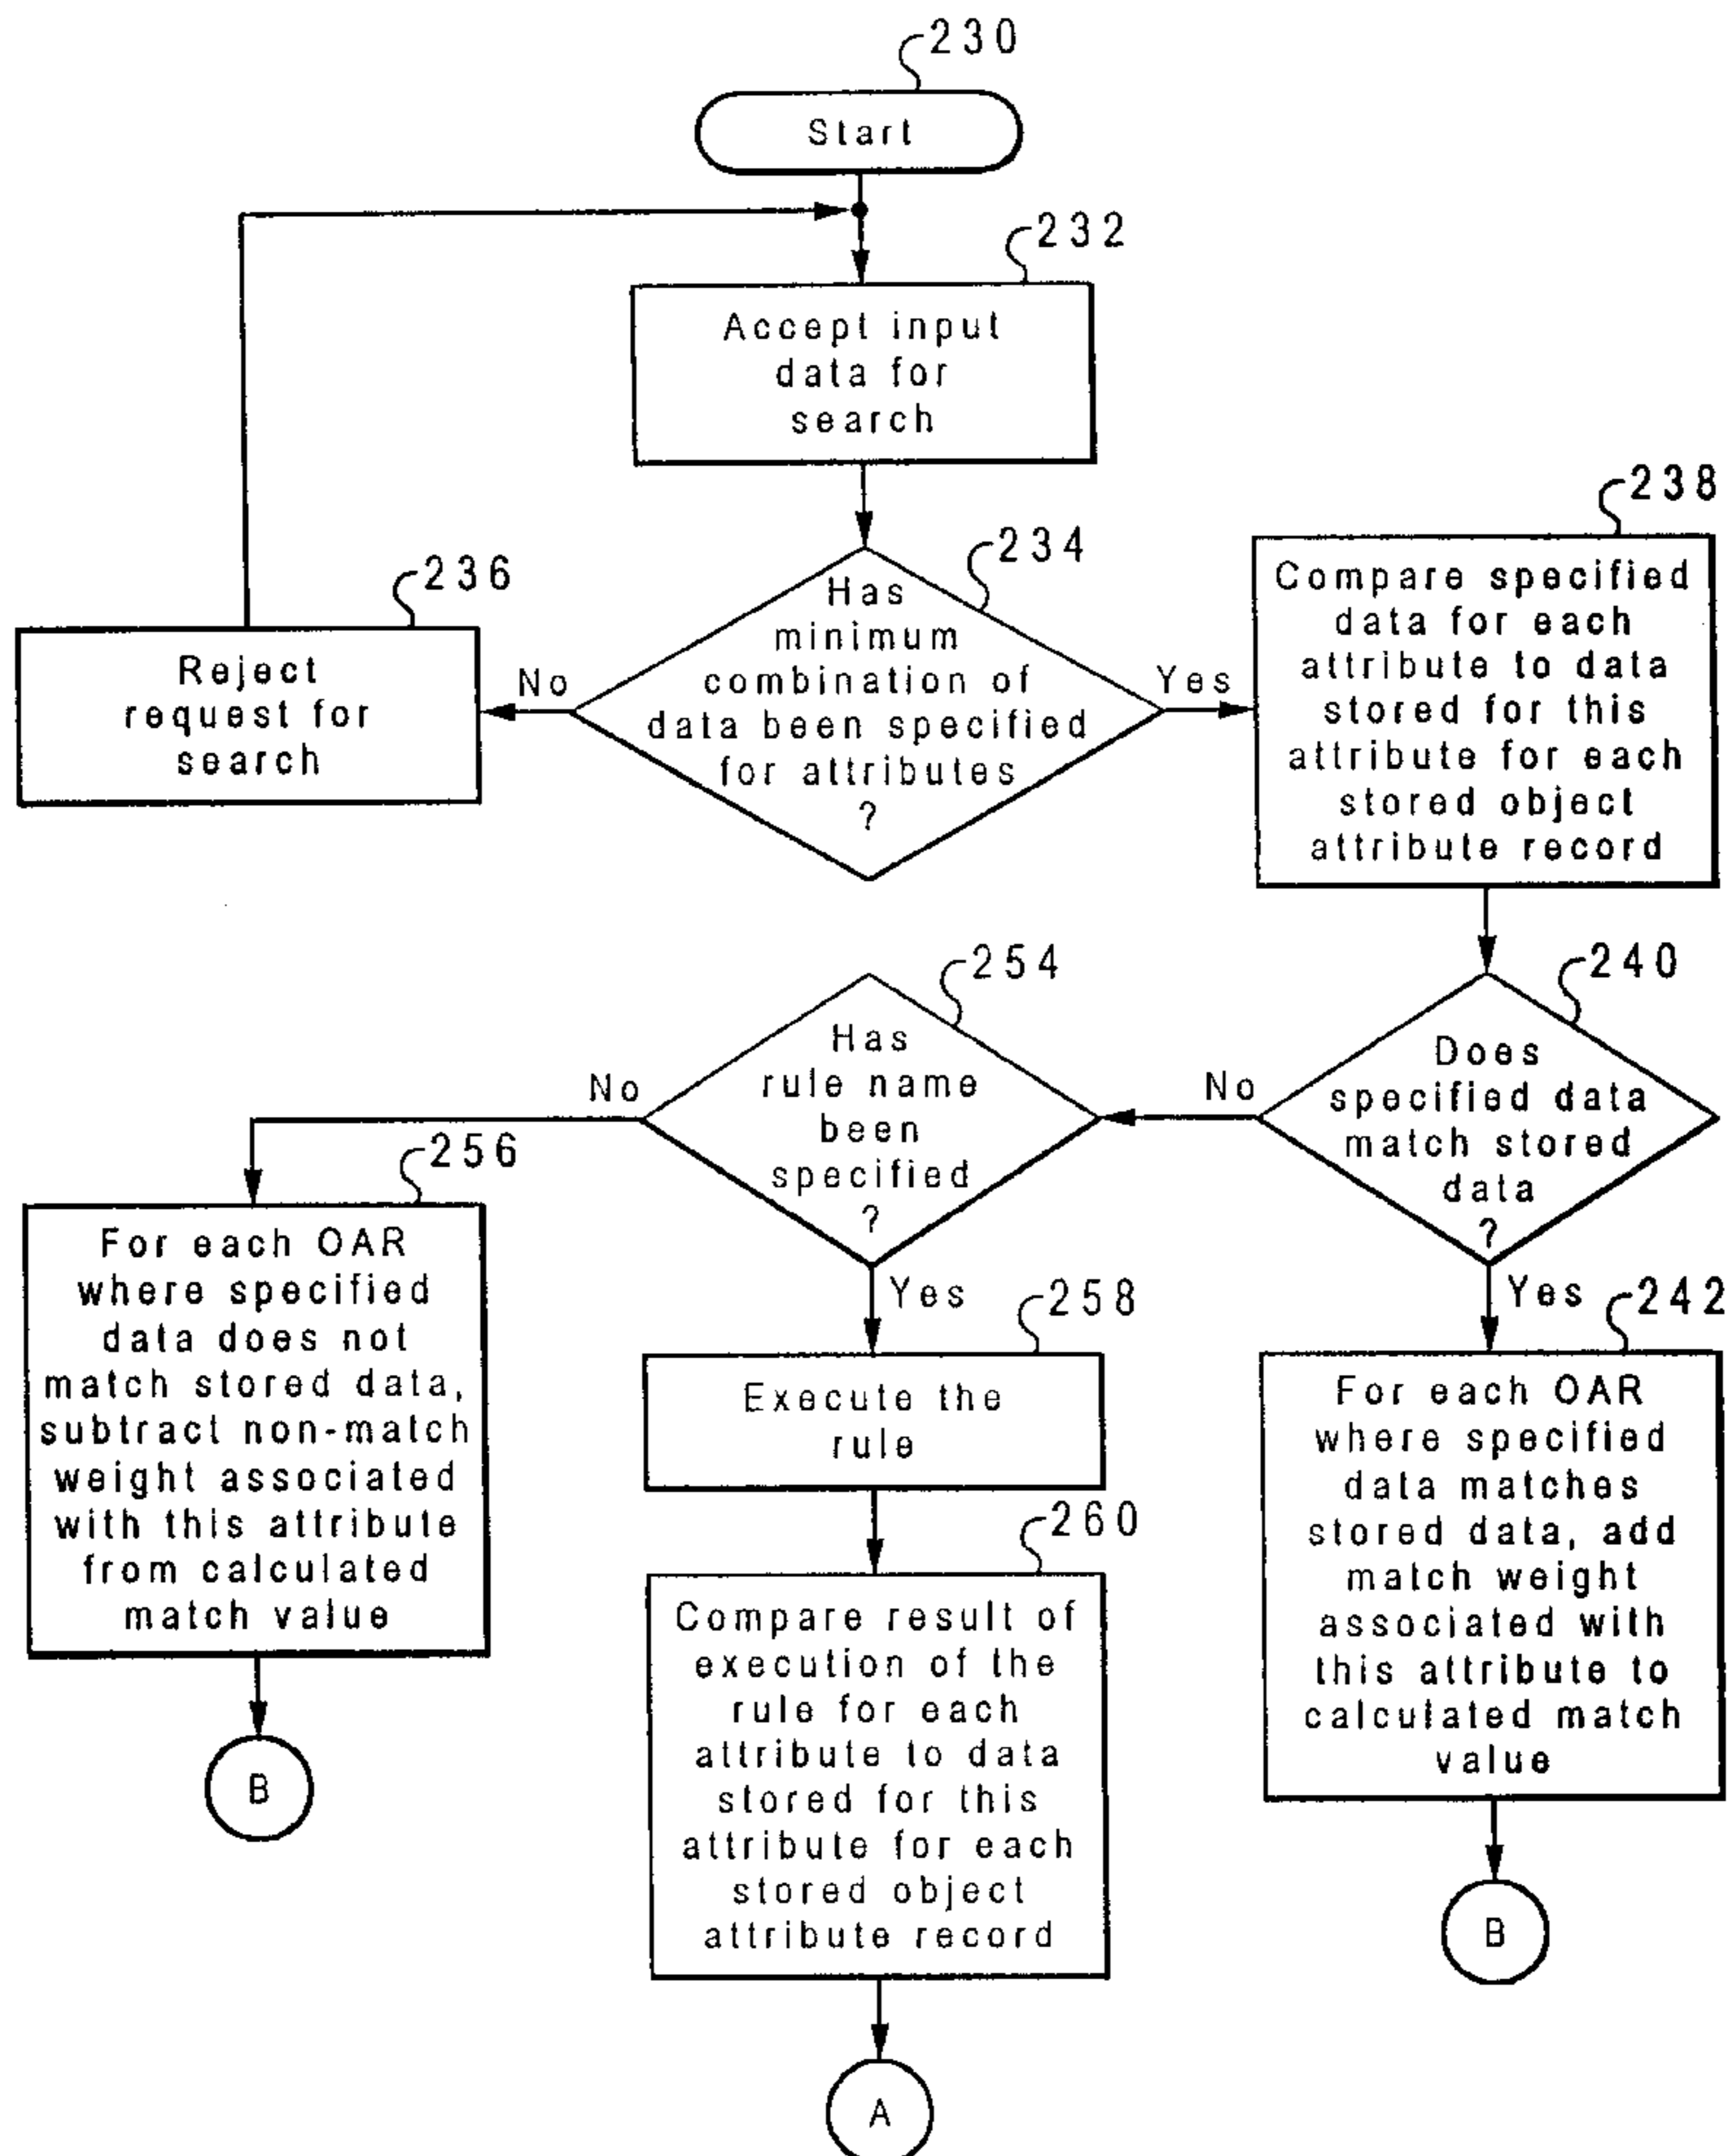 230
Start
232
Accept input
data for
search
234
Has
minimum
combination of
data been specified
for attributes
?
No
Yes
236
Reject
request for
search
238
Compare specified
data for each
attribute to data
stored for this
attribute for each
stored object
attribute record
240
Does
specified data
match stored
data
?
No
Yes
254
Has
rule name
been
specified
?
No
Yes
256
For each OAR
where specified
data does not
match stored data,
subtract non-match
weight associated
with this attribute
from calculated
match value
B
258
Execute the
rule
260
Compare result of
execution of the
rule for each
attribute to data
stored for this
attribute for each
stored object
attribute record
A
242
For each OAR
where specified
data matches
stored data, add
match weight
associated with
this attribute to
calculated match
value
B